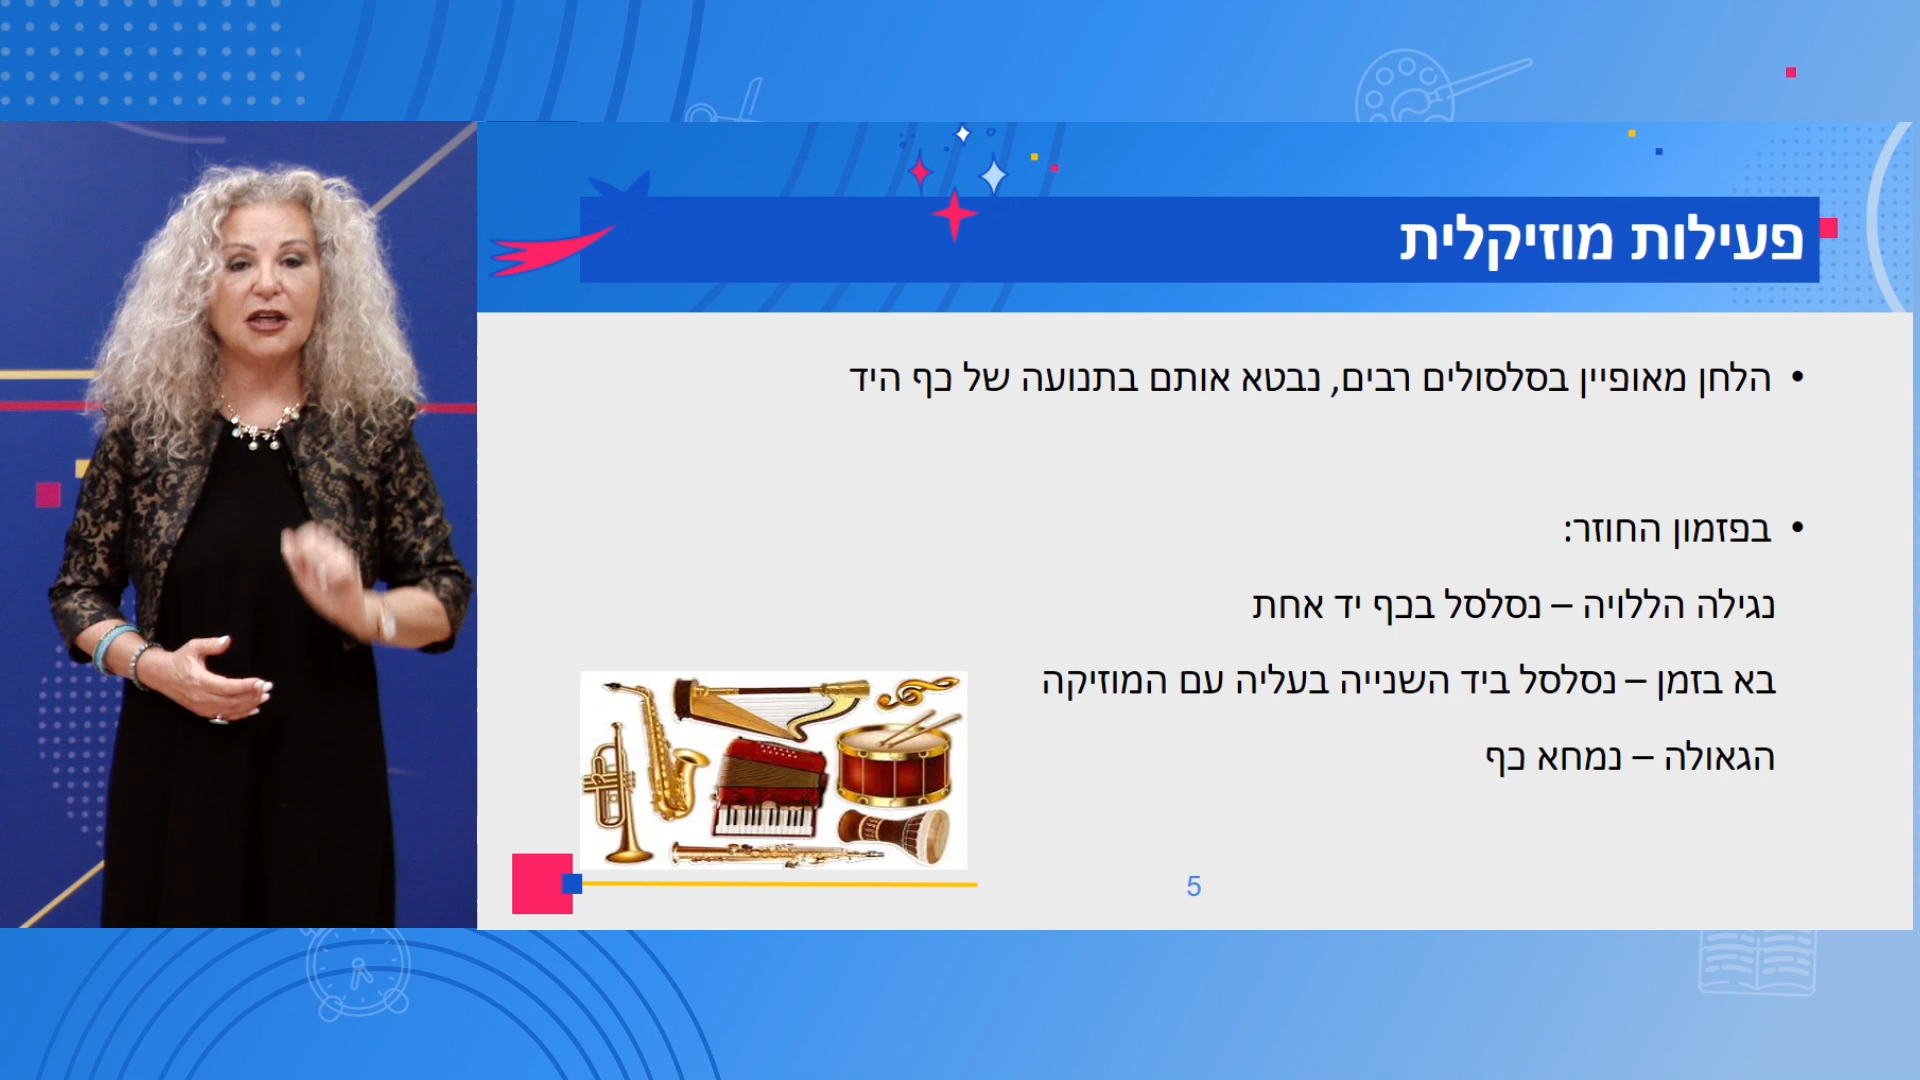 פעילות מוזיקלית
• הלחן מאופיין בסלסולים רבים, נבטא אותם בתנועה של כף היד
• בפזמון החוזר:
נגילה הללויה – נסלסל בכף יד אחת
בא בזמן – נסלסל ביד השנייה בעליה עם המוזיקה
הגאולה – נמחא כף
5